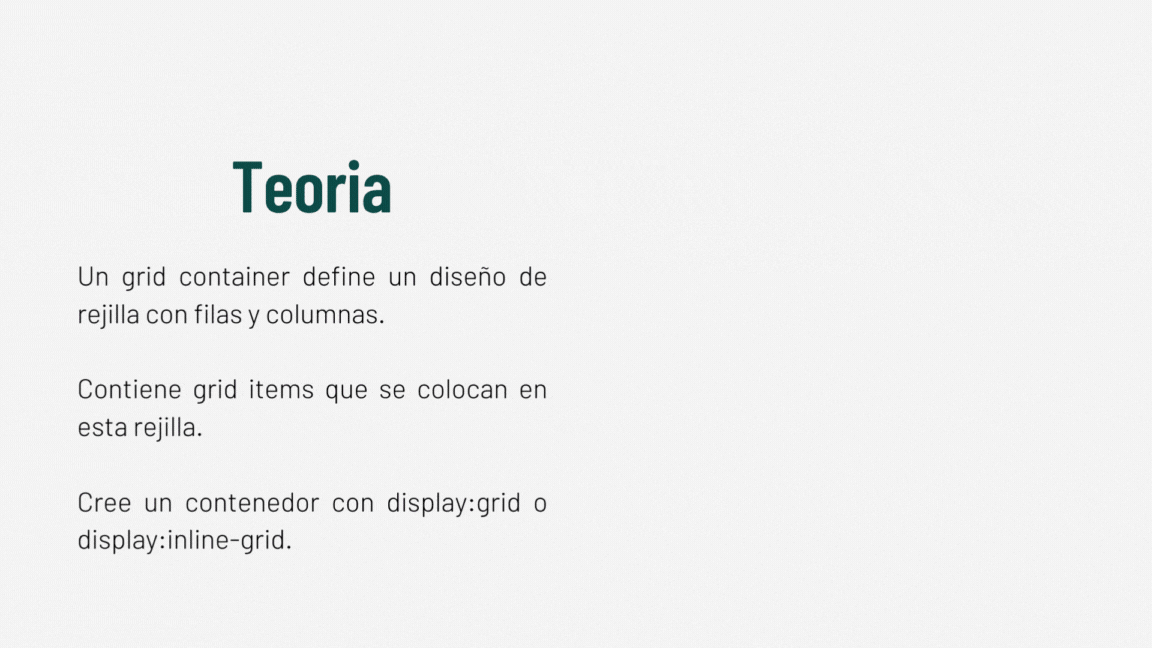 Teoria
Un grid container define un diseño de
rejilla con filas y columnas.
Contiene grid items que se colocan en
esta rejilla.
Cree un contenedor con display:grid o
display:inline-grid.